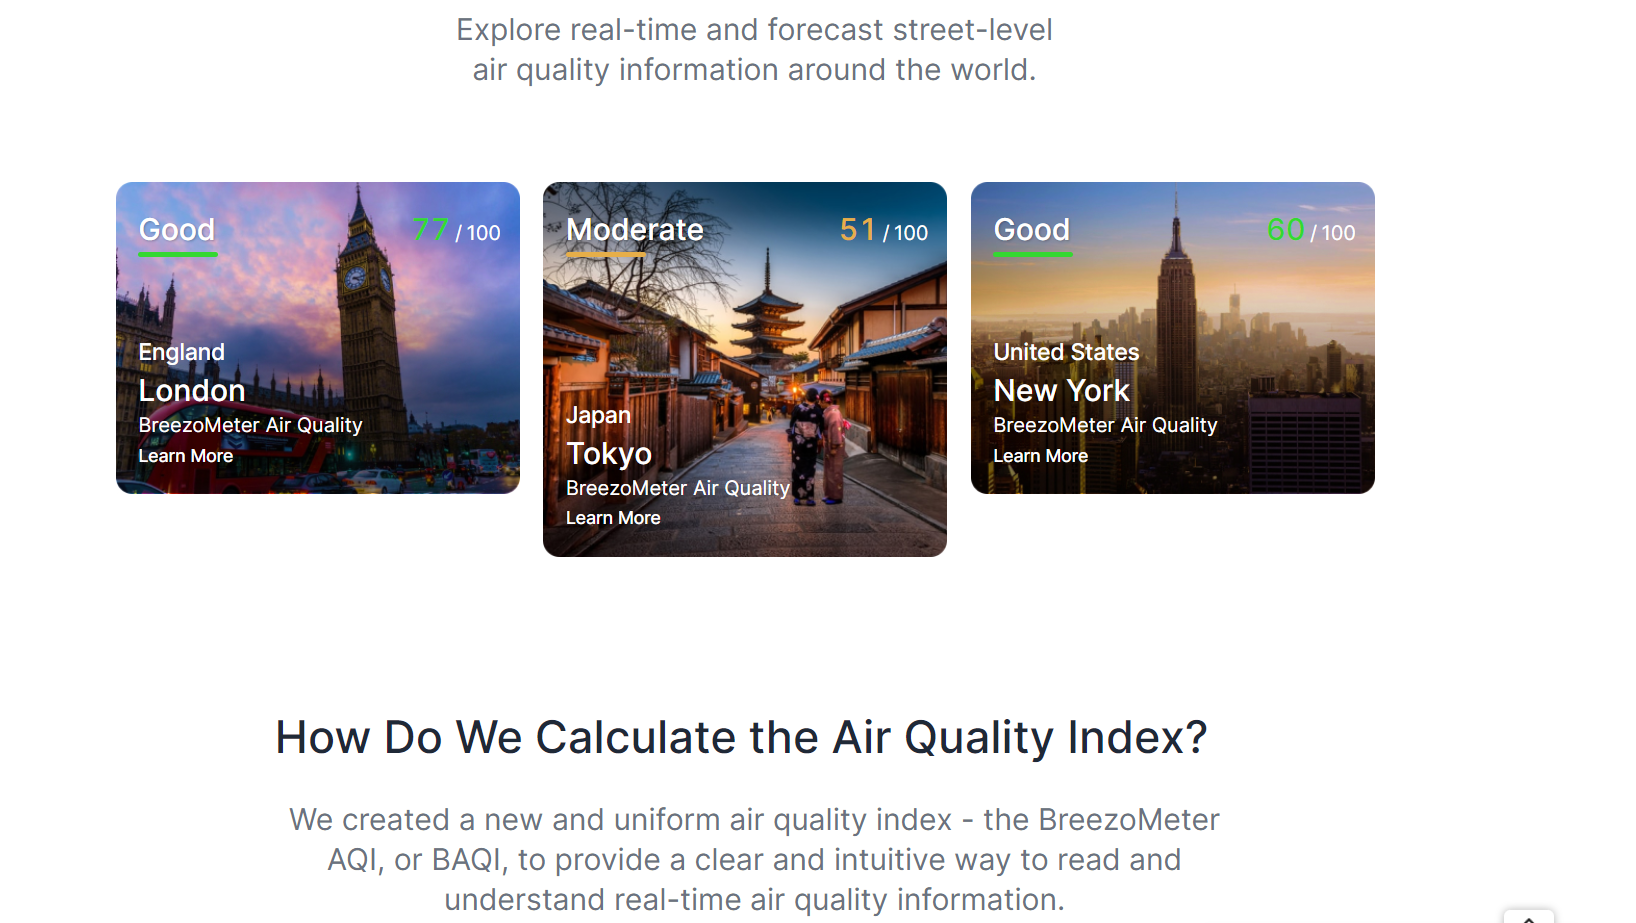 Explore real-time and forecast street-level
air quality information around the world.
Good
77 / 100
England
London
BreezoMeter Air Quality
Learn More
Moderate
51 / 100
Japan
Tokyo
BreezoMeter Air Quality
Learn More
Good
60 / 100
United States
New York
BreezoMeter Air Quality
Learn More
How Do We Calculate the Air Quality Index?
We created a new and uniform air quality index - the BreezoMeter
AQI, or BAQI, to provide a clear and intuitive way to read and
understand real-time air quality information.